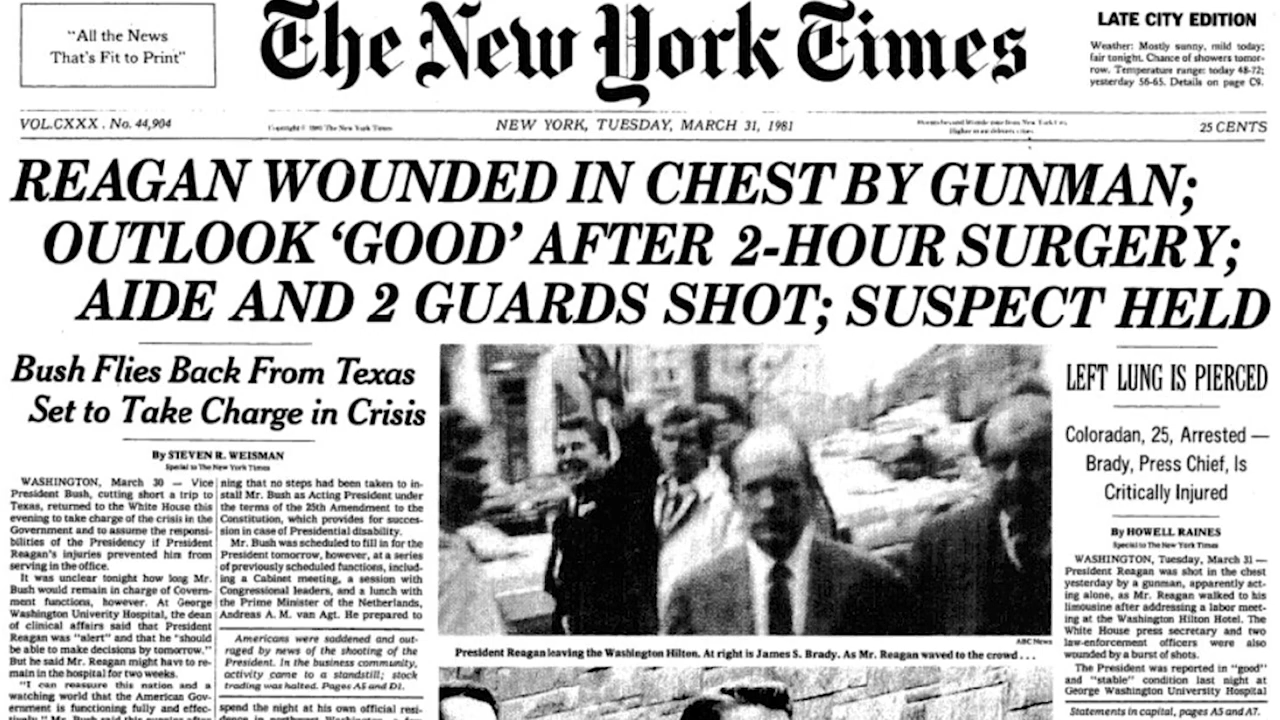 "All the News
That's Fit to Print"
The New York Times
LATE CITY EDITION
Weather: Mostly sunny, mild today;
fair tonight. Chance of showers tomor-
row. Temperature range: today 48-72;
yesterday 56-65. Details on page C9.
VOL.CXXX . No. 44,904
The New York Times
NEW YORK, TUESDAY, MARCH 31, 1981
25 CENTS
REAGAN WOUNDED IN CHEST BY GUNMAN;
OUTLOOK 'GOOD' AFTER 2-HOUR SURGERY;
AIDE AND 2 GUARDS SHOT; SUSPECT HELD
Bush Flies Back From Texas
Set to Take Charge in Crisis
By STEVEN R. WEISMAN
Special to The New York Times
WASHINGTON, March 30 — Vice
President Bush, cutting short a trip to
Texas, returned to the White House this
evening to take charge of the crisis in the
Government and to assume the responsi-
bilities of the Presidency if President
Reagan's injuries prevented him from
serving in the office.
It was unclear tonight how long Mr.
Bush would remain in charge of Govern-
ment functions, however. At George
Washington Univerity Hospital, the dean
of clinical affairs said that President
Reagan was "alert" and that he "should
be able to make decisions by tomorrow."
But he said Mr. Reagan might have to re-
main in the hospital for two weeks.
"I can reassure this nation and a
watching world that the American Gov-
ernment is functioning fully and effec-
tively," Mr. Bush said this
ning that no steps had been taken to in-
stall Mr. Bush as Acting President under
the terms of the 25th Amendment to the
Constitution, which provides for succes-
sion in case of Presidential disability.
Mr. Bush was scheduled to fill in for the
President tomorrow, however, at a series
of previously scheduled functions, includ-
ing a Cabinet meeting, a session with
Congressional leaders, and a lunch with
the Prime Minister of the Netherlands,
Andreas A. M. van Agt. He prepared to
Americans were saddened and out-
raged by news of the shooting of the
President. In the business community,
activity came to a standstill; stock
trading was halted. Pages A5 and D1.
spend the night at his own official resi-
dence in northwest Washington, a few
ABC News
President Reagan leaving the Washington Hilton. At right is James S. Brady. As Mr. Reagan waved to the crowd . . .
LEFT LUNG IS PIERCED
Coloradan, 25, Arrested —
Brady, Press Chief, Is
Critically Injured
By HOWELL RAINES
Special to The New York Times
WASHINGTON, Tuesday, March 31 —
President Reagan was shot in the chest
yesterday by a gunman, apparently act-
ing alone, as Mr. Reagan walked to his
limousine after addressing a labor meet-
ing at the Washington Hilton Hotel. The
White House press secretary and two
law-enforcement officers were also
wounded by a burst of shots.
The President was reported in "good"
and "stable" condition last night at
George Washington University Hospital
Statements in capital, pages A5 and A7.